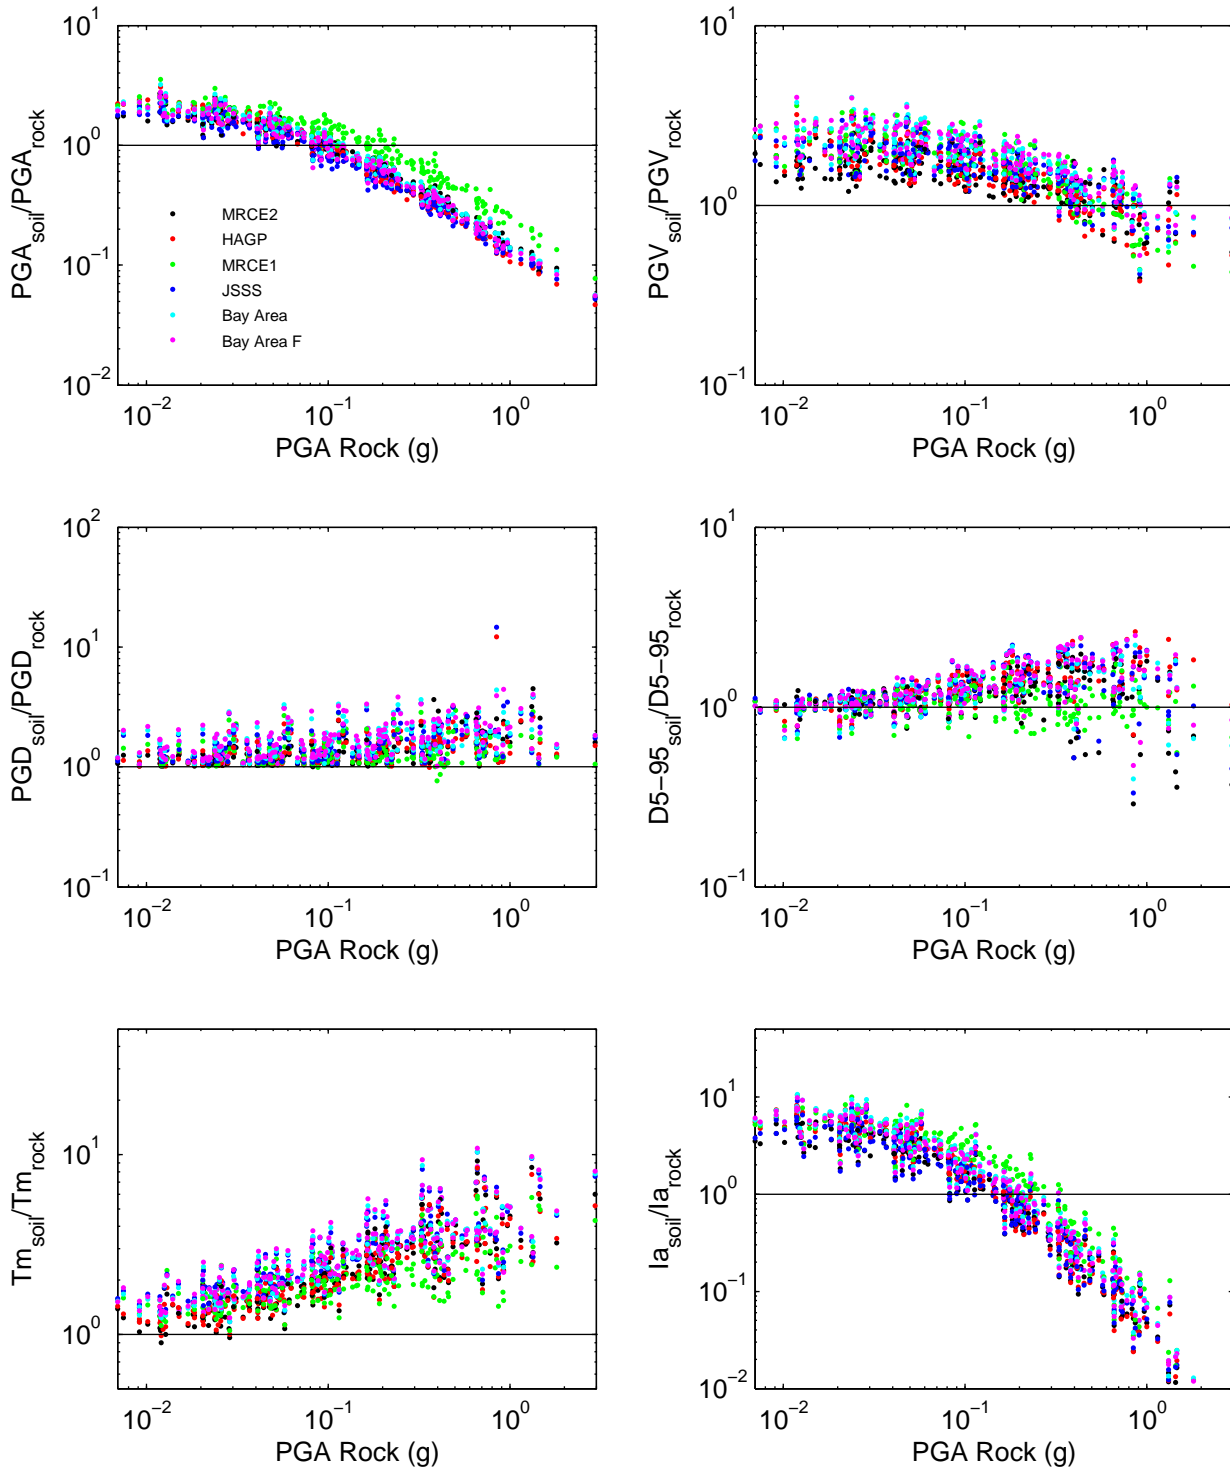 10^1
10^0
10^−1
10^−2
PGA_soil/PGA_rock
MRCE2
HAGP
MRCE1
JSSS
Bay Area
Bay Area F
10^−2 10^−1 10^0
PGA Rock (g)
10^1
10^0
10^−1
PGV_soil/PGV_rock
10^−2 10^−1 10^0
PGA Rock (g)
10^2
10^1
10^0
10^−1
PGD_soil/PGD_rock
10^−2 10^−1 10^0
PGA Rock (g)
10^1
10^0
10^−1
D5−95_soil/D5−95_rock
10^−2 10^−1 10^0
PGA Rock (g)
10^1
10^0
Tm_soil/Tm_rock
10^−2 10^−1 10^0
PGA Rock (g)
10^1
10^0
10^−1
10^−2
Ia_soil/Ia_rock
10^−2 10^−1 10^0
PGA Rock (g)